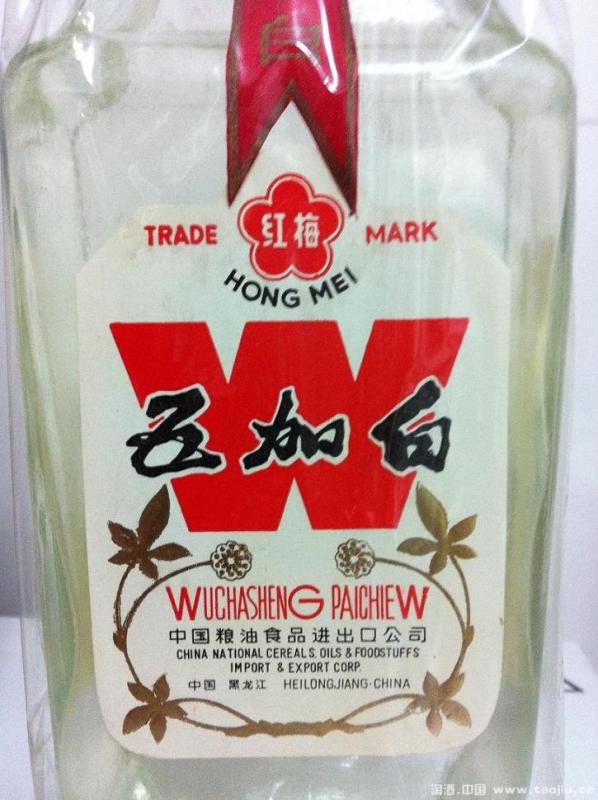 白
TRADE 红梅 MARK
HONG MEI
W
五加白
WUCHASHENG PAICHIEW
中国粮油食品进出口公司
CHINA NATIONAL CEREALS, OILS & FOODSTUFFS
IMPORT & EXPORT CORP.
中国 黑龙江 HEILONGJIANG·CHINA
淘酒.中国 www.taojiu.cc